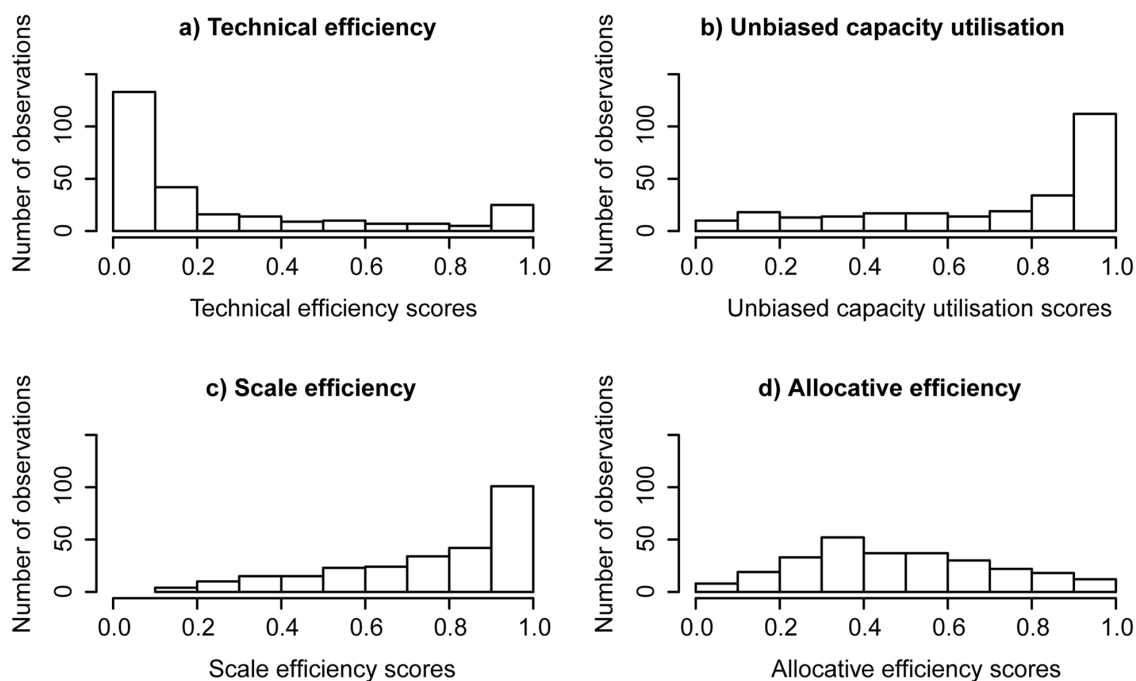 a) Technical efficiency
Number of observations
0 50 100
0.0 0.2 0.4 0.6 0.8 1.0
Technical efficiency scores
b) Unbiased capacity utilisation
Number of observations
0 50 100
0.0 0.2 0.4 0.6 0.8 1.0
Unbiased capacity utilisation scores
c) Scale efficiency
Number of observations
0 50 100
0.0 0.2 0.4 0.6 0.8 1.0
Scale efficiency scores
d) Allocative efficiency
Number of observations
0 50 100
0.0 0.2 0.4 0.6 0.8 1.0
Allocative efficiency scores